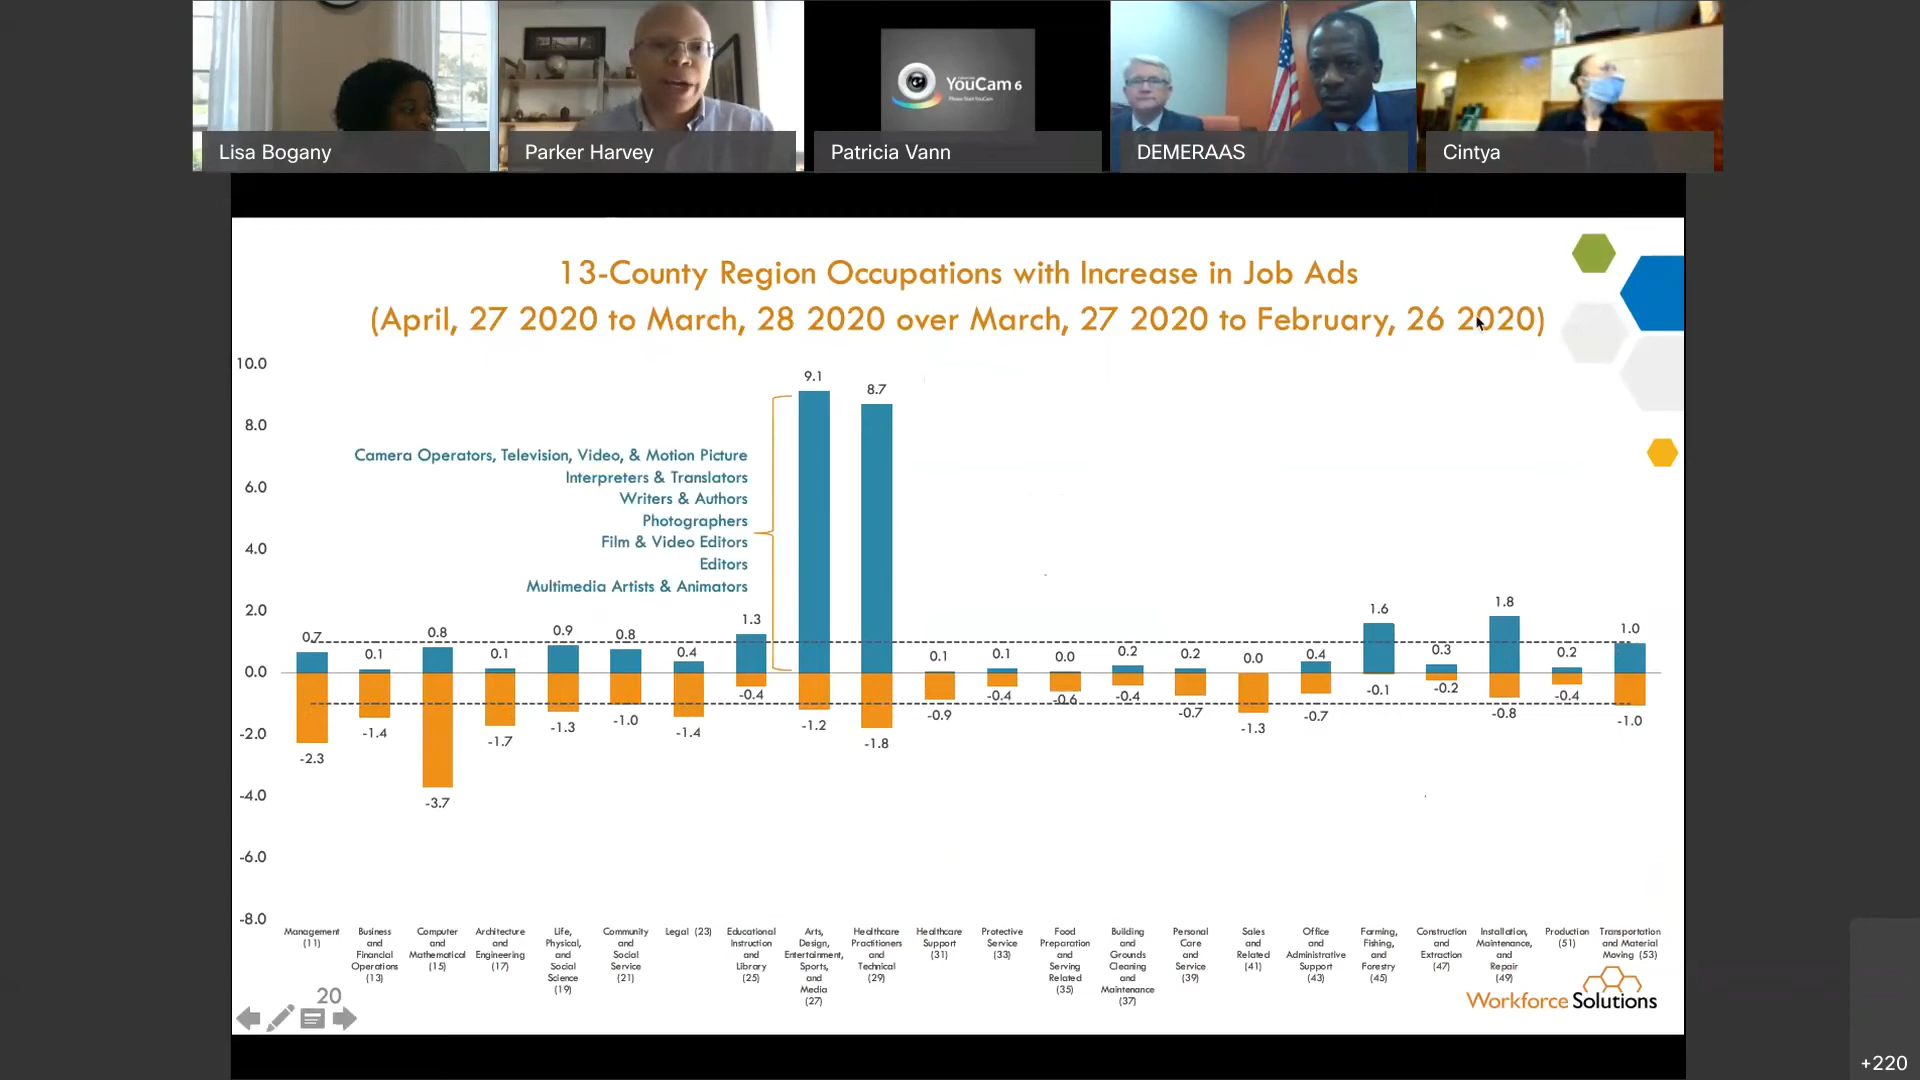 YouCam 6
Please Start YouCam
Lisa Bogany
Parker Harvey
Patricia Vann
DEMERAAS
Cintya
13-County Region Occupations with Increase in Job Ads
(April, 27 2020 to March, 28 2020 over March, 27 2020 to February, 26 2020)
10.0
8.0
6.0
4.0
2.0
0.0
-2.0
-4.0
-6.0
-8.0
Camera Operators, Television, Video, & Motion Picture
Interpreters & Translators
Writers & Authors
Photographers
Film & Video Editors
Editors
Multimedia Artists & Animators
0.7
0.1
0.8
0.1
0.9
0.8
0.4
1.3
9.1
8.7
0.1
0.1
0.0
0.2
0.2
0.0
0.4
1.6
0.3
1.8
0.2
1.0
-2.3
-1.4
-3.7
-1.7
-1.3
-1.0
-1.4
-0.4
-1.2
-1.8
-0.9
-0.4
-0.6
-0.4
-0.7
-1.3
-0.7
-0.1
-0.2
-0.8
-0.4
-1.0
Management
(11)
Business
and
Financial
Operations
(13)
Computer
and
Mathematical
(15)
Architecture
and
Engineering
(17)
Life,
Physical,
and
Social
Science
(19)
Community
and
Social
Service
(21)
Legal (23)
Educational
Instruction
and
Library
(25)
Arts,
Design,
Entertainment,
Sports,
and
Media
(27)
Healthcare
Practitioners
and
Technical
(29)
Healthcare
Support
(31)
Protective
Service
(33)
Food
Preparation
and
Serving
Related
(35)
Building
and
Grounds
Cleaning
and
Maintenance
(37)
Personal
Care
and
Service
(39)
Sales
and
Related
(41)
Office
and
Administrative
Support
(43)
Farming,
Fishing,
and
Forestry
(45)
Construction
and
Extraction
(47)
Installation,
Maintenance,
and
Repair
(49)
Production
(51)
Transportation
and Material
Moving (53)
20
Workforce Solutions
+220